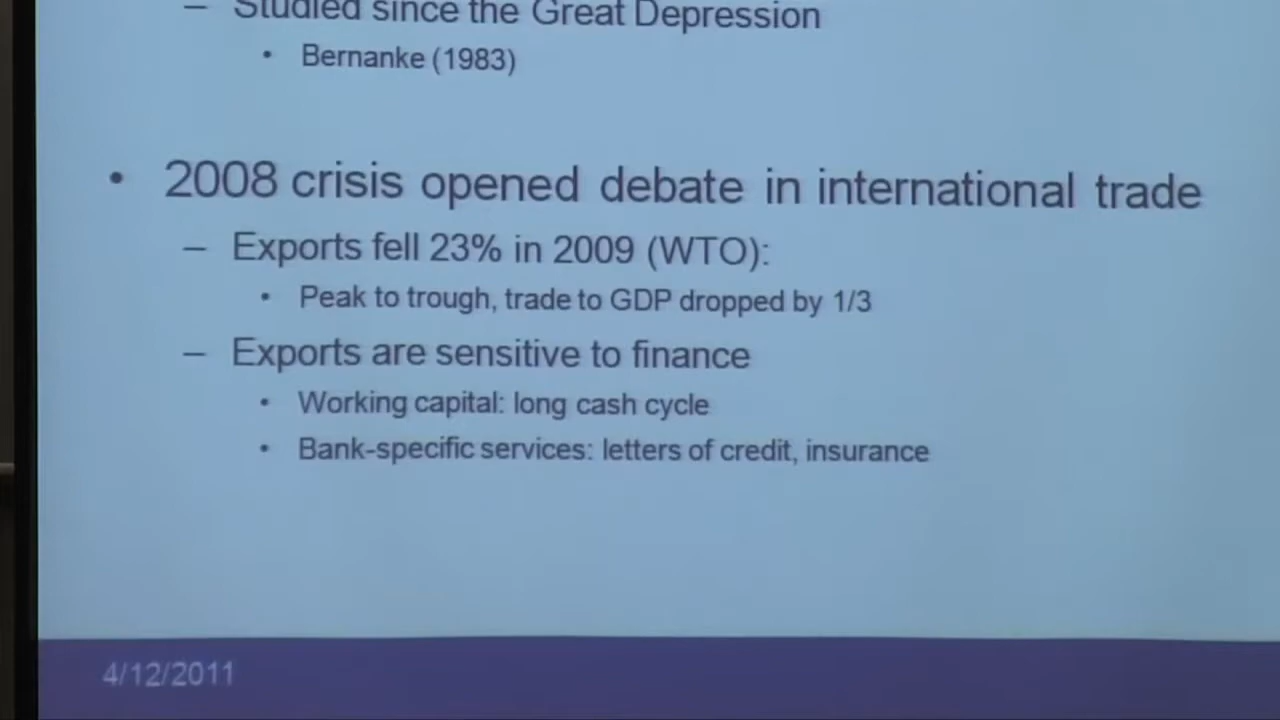 – Studied since the Great Depression
• Bernanke (1983)
• 2008 crisis opened debate in international trade
– Exports fell 23% in 2009 (WTO):
• Peak to trough, trade to GDP dropped by 1/3
– Exports are sensitive to finance
• Working capital: long cash cycle
• Bank-specific services: letters of credit, insurance
4/12/2011